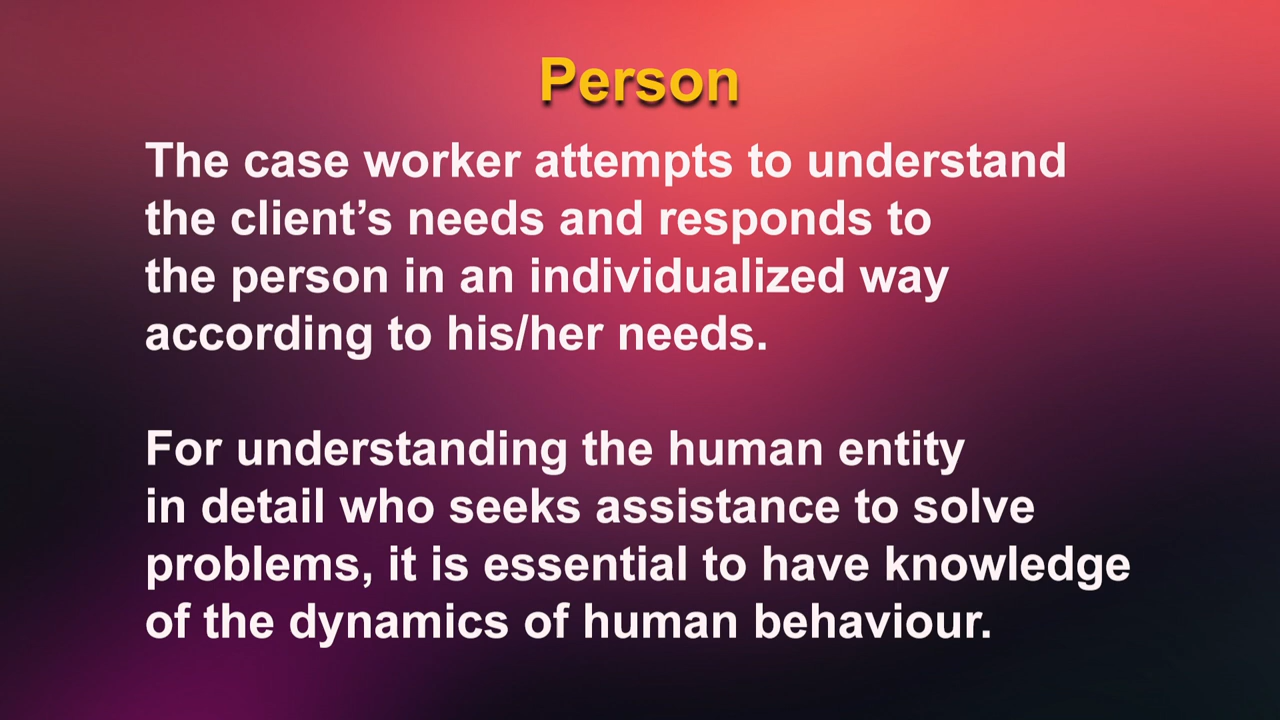 Person
The case worker attempts to understand
the client’s needs and responds to
the person in an individualized way
according to his/her needs.
For understanding the human entity
in detail who seeks assistance to solve
problems, it is essential to have knowledge
of the dynamics of human behaviour.